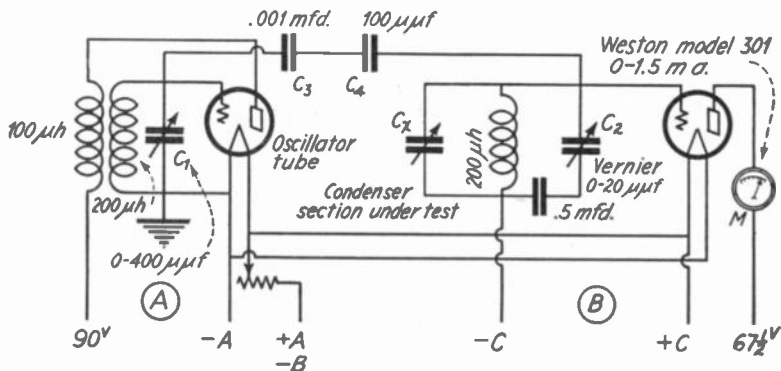 .001 mfd.
100 μμf
Weston model 301
0-1.5 m a.
C3
C4
100 μh
C1
Oscillator
tube
Cχ
200 μh
C2
Vernier
0-20 μμf
M
200 μh
Condenser
section under test
.5 mfd.
0-400 μμf
A
B
90V
-A
+A
-B
-C
+C
67½V